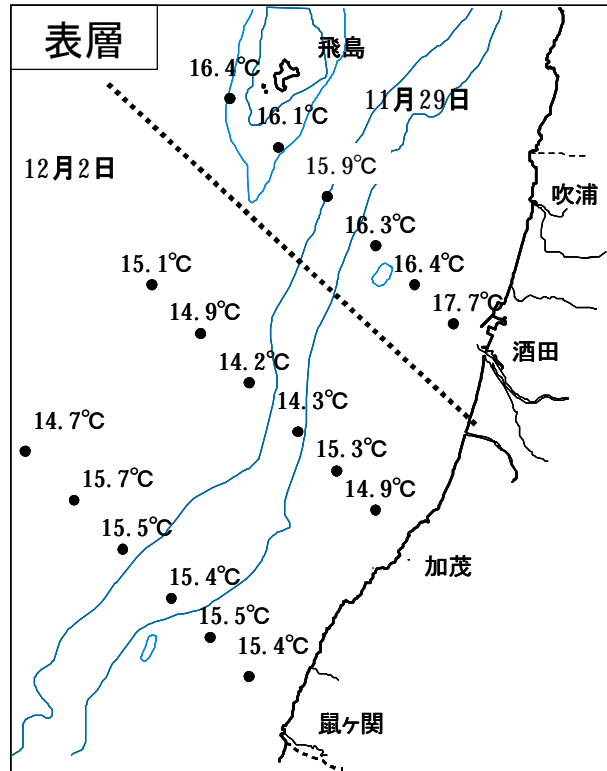 表層
飛島
16.4℃
11月29日
16.1℃
12月2日
15.9℃
吹浦
16.3℃
15.1℃
16.4℃
14.9℃
17.7℃
酒田
14.2℃
14.3℃
14.7℃
15.3℃
15.7℃
14.9℃
15.5℃
加茂
15.4℃
15.5℃
15.4℃
鼠ヶ関